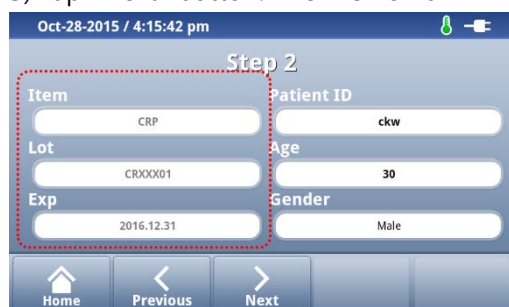 Oct-28-2015 / 4:15:42 pm
Step 2
Item
CRP
Lot
CRXXX01
Exp
2016.12.31
Patient ID
ckw
Age
30
Gender
Male
Home Previous Next